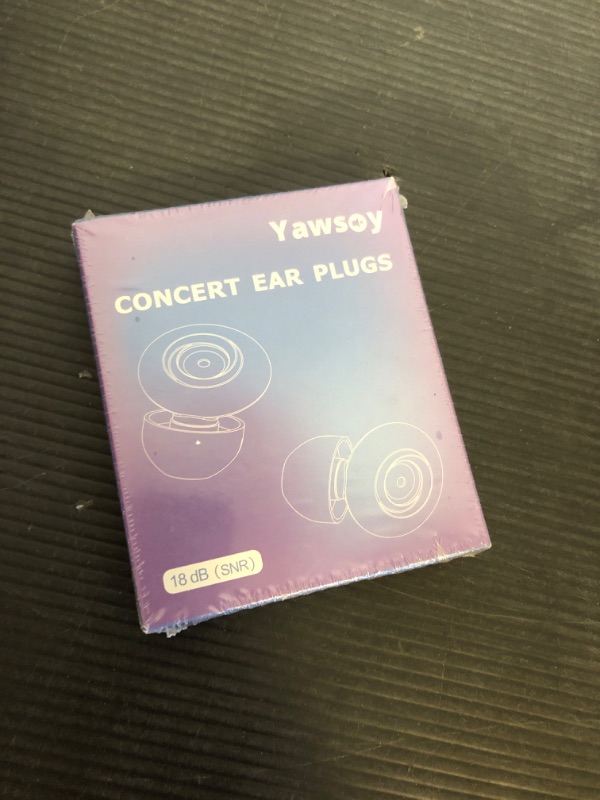 Yawsoy
CONCERT EAR PLUGS
18 dB (SNR)